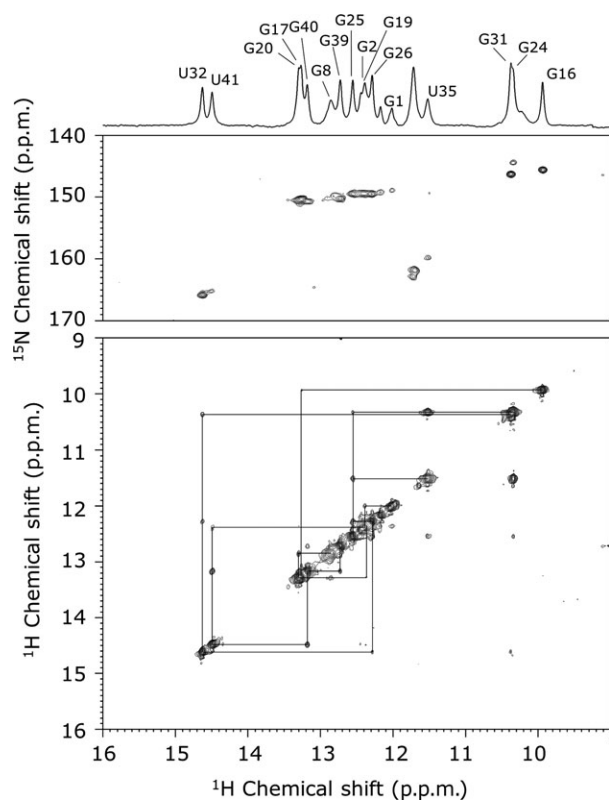 G25
G17
G40
G19
G39
G2
G31
G20
G26
G24
G8
U32
U41
G16
G1
U35
140
150
160
170
¹⁵N Chemical shift (p.p.m.)
9
10
11
12
13
14
15
16
¹H Chemical shift (p.p.m.)
16 15 14 13 12 11 10
¹H Chemical shift (p.p.m.)